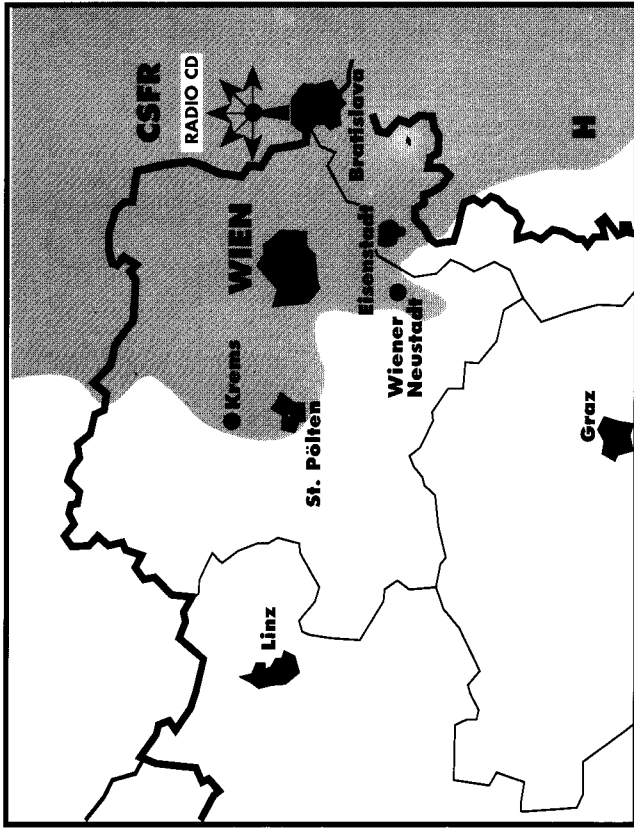 CSFR
RADIO CD
WIEN
Bratislava
Krems
Eisenstadt
St. Pölten
Wiener
Neustadt
Linz
Graz
H